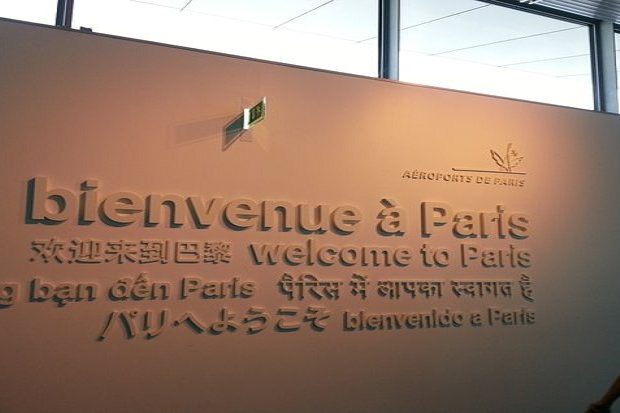 AÉROPORTS DE PARIS
bienvenue à Paris
欢迎来到巴黎 welcome to Paris
g bạn đến Paris पैरिस में आपका स्वागत है
パリへようこそ bienvenido a Paris